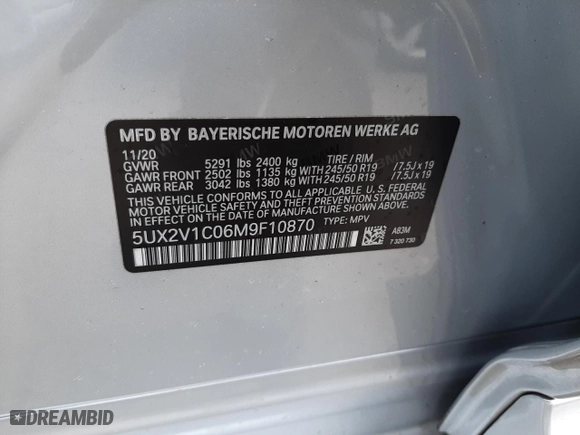 MFD BY BAYERISCHE MOTOREN WERKE AG
11/20
GVWR 5291 lbs 2400 kg TIRE / RIM
GAWR FRONT 2502 lbs 1135 kg WITH 245/50 R19 /7.5J x 19
GAWR REAR 3042 lbs 1380 kg WITH 245/50 R19 /7.5J x 19
THIS VEHICLE CONFORMS TO ALL APPLICABLE U. S. FEDERAL
MOTOR VEHICLE SAFETY AND THEFT PREVENTION STANDARDS
IN EFFECT ON THE DATE OF MANUFACTURE SHOWN ABOVE.
5UX2V1C06M9F10870 TYPE: MPV
A83M
7 320 730
DREAMBID